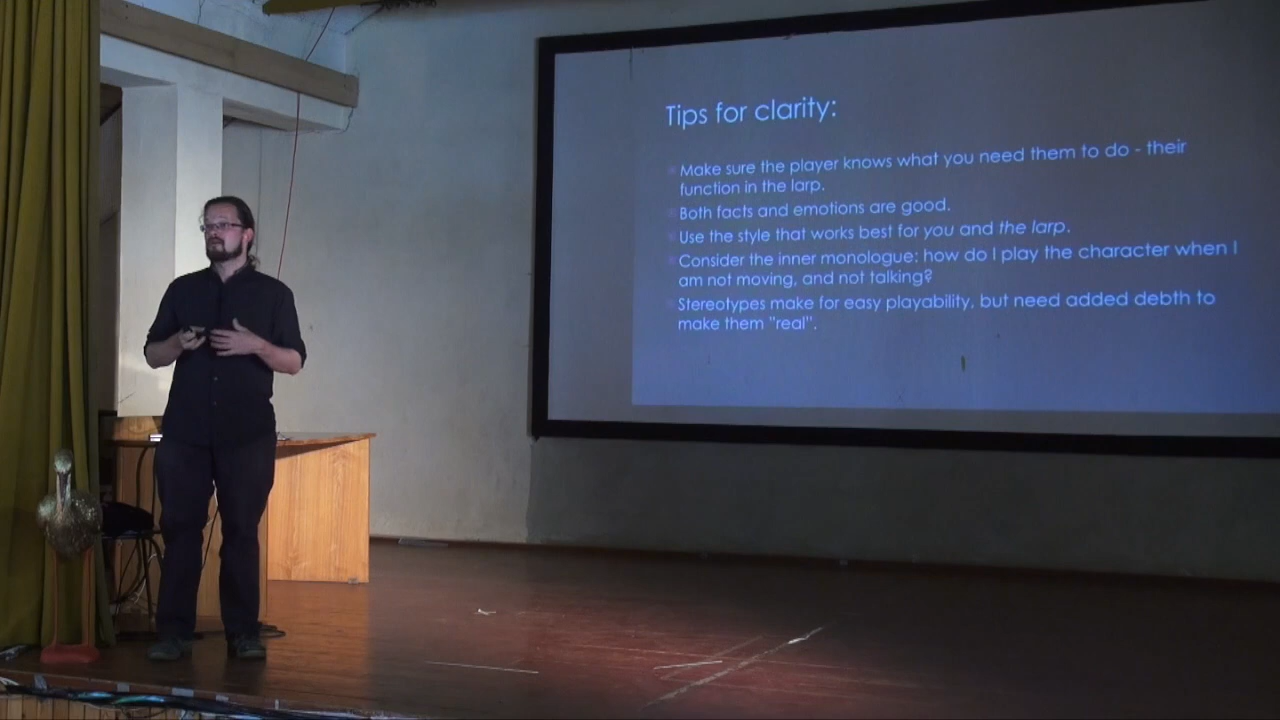 Tips for clarity:
Make sure the player knows what you need them to do - their
function in the larp.
Both facts and emotions are good.
Use the style that works best for you and the larp.
Consider the inner monologue: how do I play the character when I
am not moving, and not talking?
Stereotypes make for easy playability, but need added debth to
make them "real".